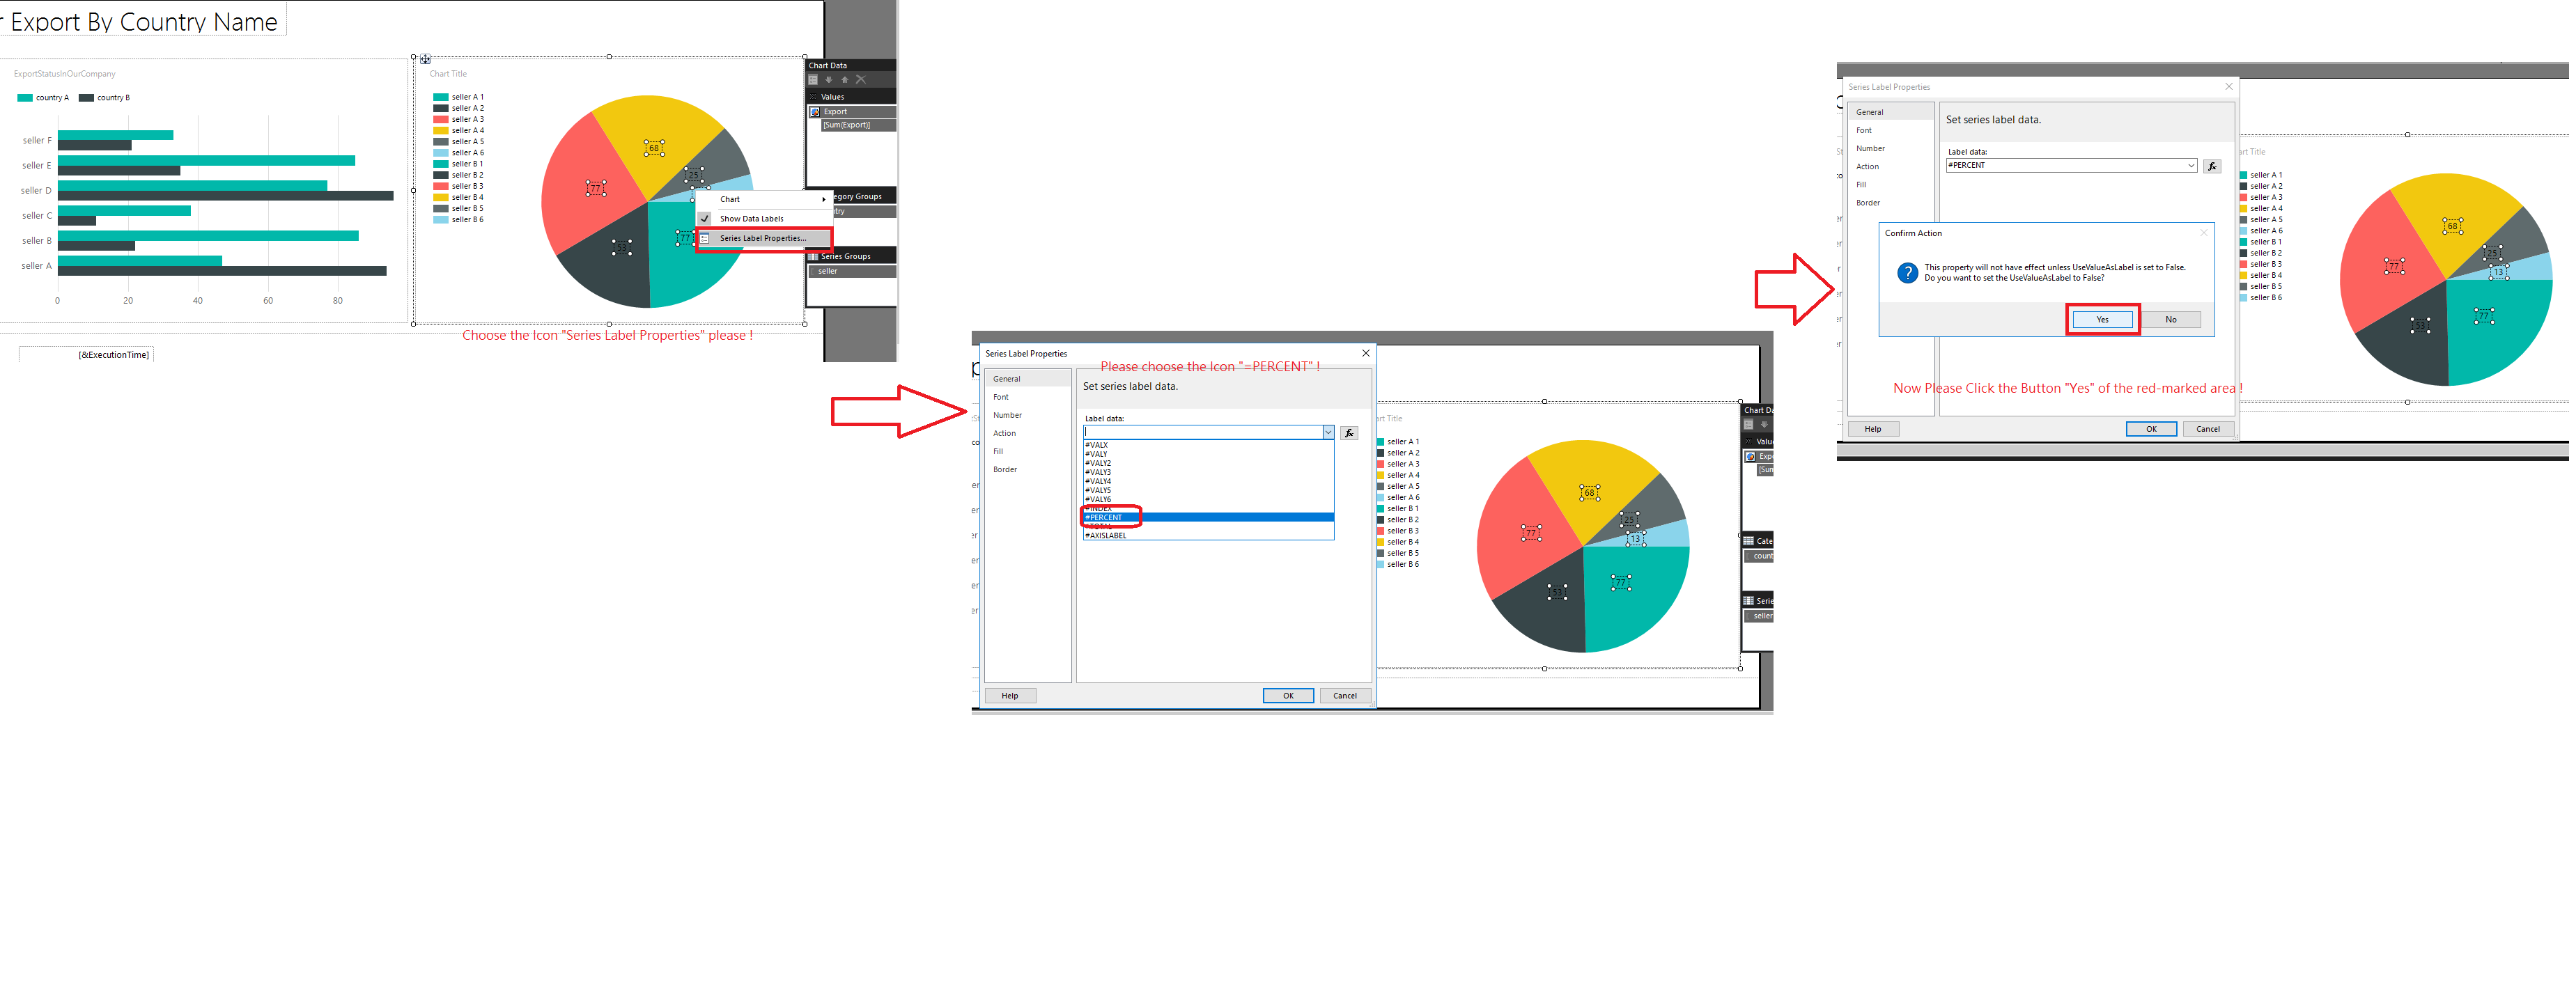 Export By Country Name
ExportStatusInOurCompany
country A
country B
seller F
seller E
seller D
seller C
seller B
seller A
0
20
40
60
80
[&ExecutionTime]
Chart Title
seller A 1
seller A 2
seller A 3
seller A 4
seller A 5
seller A 6
seller B 1
seller B 2
seller B 3
seller B 4
seller B 5
seller B 6
68
25
77
53
77
Chart
Show Data Labels
Series Label Properties...
Chart Data
Values
Export
[Sum(Export)]
egory Groups
ntry
Series Groups
seller
Choose the Icon "Series Label Properties" please !
Series Label Properties
Please choose the Icon "=PERCENT" !
General
Font
Number
Action
Fill
Border
Set series label data.
Label data:
fx
#VALX
#VALY
#VALY2
#VALY3
#VALY4
#VALY5
#VALY6
#INDEX
#PERCENT
#TOTAL
#AXISLABEL
Help
OK
Cancel
art Title
seller A 1
seller A 2
seller A 3
seller A 4
seller A 5
seller A 6
seller B 1
seller B 2
seller B 3
seller B 4
seller B 5
seller B 6
68
25
13
77
53
77
Chart Da
Valu
Expo
[Sun
Cate
count
Serie
seller
Series Label Properties
General
Font
Number
Action
Fill
Border
Set series label data.
Label data:
#PERCENT
fx
Confirm Action
This property will not have effect unless UseValueAsLabel is set to False.
Do you want to set the UseValueAsLabel to False?
Yes
No
Now Please Click the Button "Yes" of the red-marked area !
Help
OK
Cancel
art Title
seller A 1
seller A 2
seller A 3
seller A 4
seller A 5
seller A 6
seller B 1
seller B 2
seller B 3
seller B 4
seller B 5
seller B 6
68
25
13
77
53
77